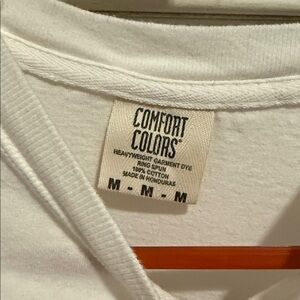 COMFORT
COLORS®
HEAVYWEIGHT GARMENT DYE
RING SPUN
100% COTTON
MADE IN HONDURAS
M - M - M